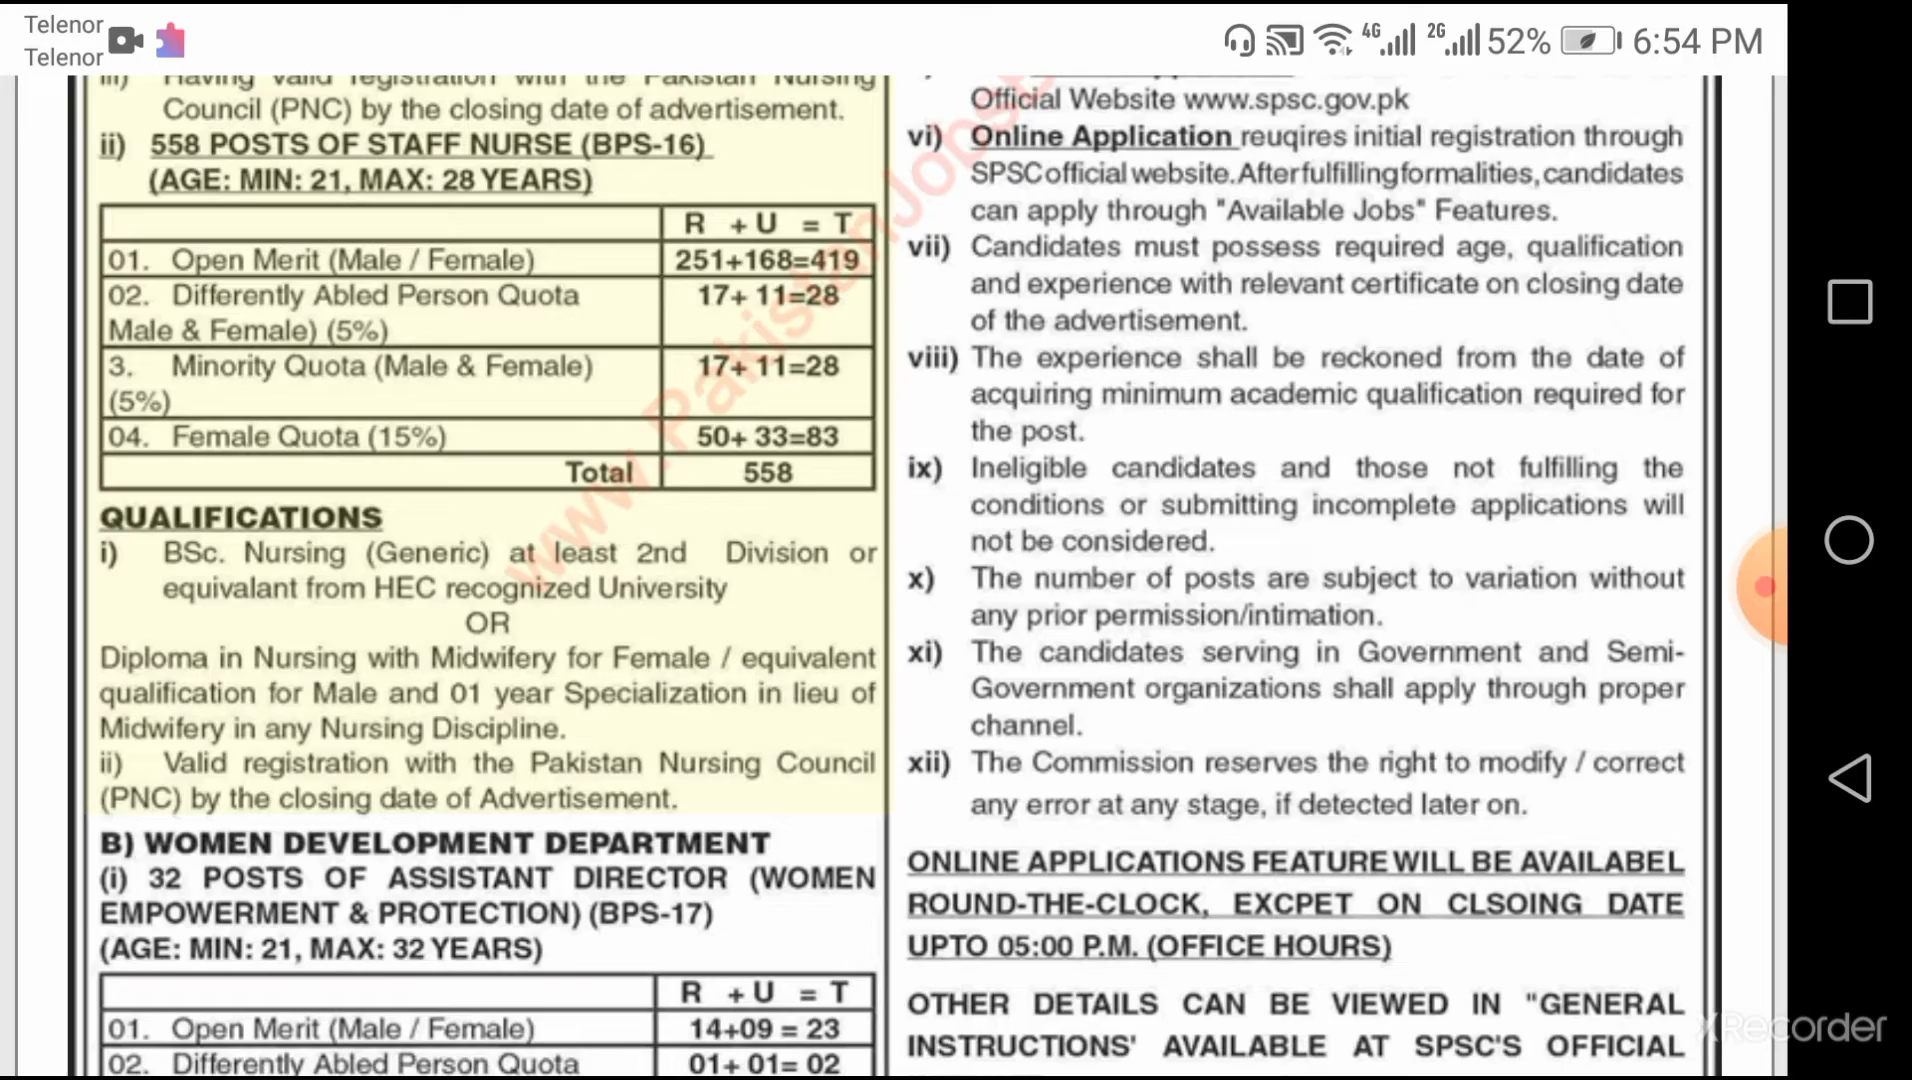 Telenor
Telenor
4G 2G 52% 6:54 PM
iii) Having valid registration with the Pakistan Nursing
Council (PNC) by the closing date of advertisement.
ii) 558 POSTS OF STAFF NURSE (BPS-16)
(AGE: MIN: 21, MAX: 28 YEARS)
R + U = T
01. Open Merit (Male / Female) 251+168=419
02. Differently Abled Person Quota 17+ 11=28
Male & Female) (5%)
3. Minority Quota (Male & Female) 17+ 11=28
(5%)
04. Female Quota (15%) 50+ 33=83
Total 558
QUALIFICATIONS
i) BSc. Nursing (Generic) at least 2nd Division or
equivalant from HEC recognized University
OR
Diploma in Nursing with Midwifery for Female / equivalent
qualification for Male and 01 year Specialization in lieu of
Midwifery in any Nursing Discipline.
ii) Valid registration with the Pakistan Nursing Council
(PNC) by the closing date of Advertisement.
B) WOMEN DEVELOPMENT DEPARTMENT
(i) 32 POSTS OF ASSISTANT DIRECTOR (WOMEN
EMPOWERMENT & PROTECTION) (BPS-17)
(AGE: MIN: 21, MAX: 32 YEARS)
R + U = T
01. Open Merit (Male / Female) 14+09 = 23
02. Differently Abled Person Quota 01+ 01= 02
Official Website www.spsc.gov.pk
vi) Online Application reuqires initial registration through
SPSC official website. After fulfilling formalities, candidates
can apply through "Available Jobs" Features.
vii) Candidates must possess required age, qualification
and experience with relevant certificate on closing date
of the advertisement.
viii) The experience shall be reckoned from the date of
acquiring minimum academic qualification required for
the post.
ix) Ineligible candidates and those not fulfilling the
conditions or submitting incomplete applications will
not be considered.
x) The number of posts are subject to variation without
any prior permission/intimation.
xi) The candidates serving in Government and Semi-
Government organizations shall apply through proper
channel.
xii) The Commission reserves the right to modify / correct
any error at any stage, if detected later on.
ONLINE APPLICATIONS FEATURE WILL BE AVAILABEL
ROUND-THE-CLOCK, EXCPET ON CLSOING DATE
UPTO 05:00 P.M. (OFFICE HOURS)
OTHER DETAILS CAN BE VIEWED IN "GENERAL
INSTRUCTIONS' AVAILABLE AT SPSC'S OFFICIAL
www.PakistanJobs
XRecorder